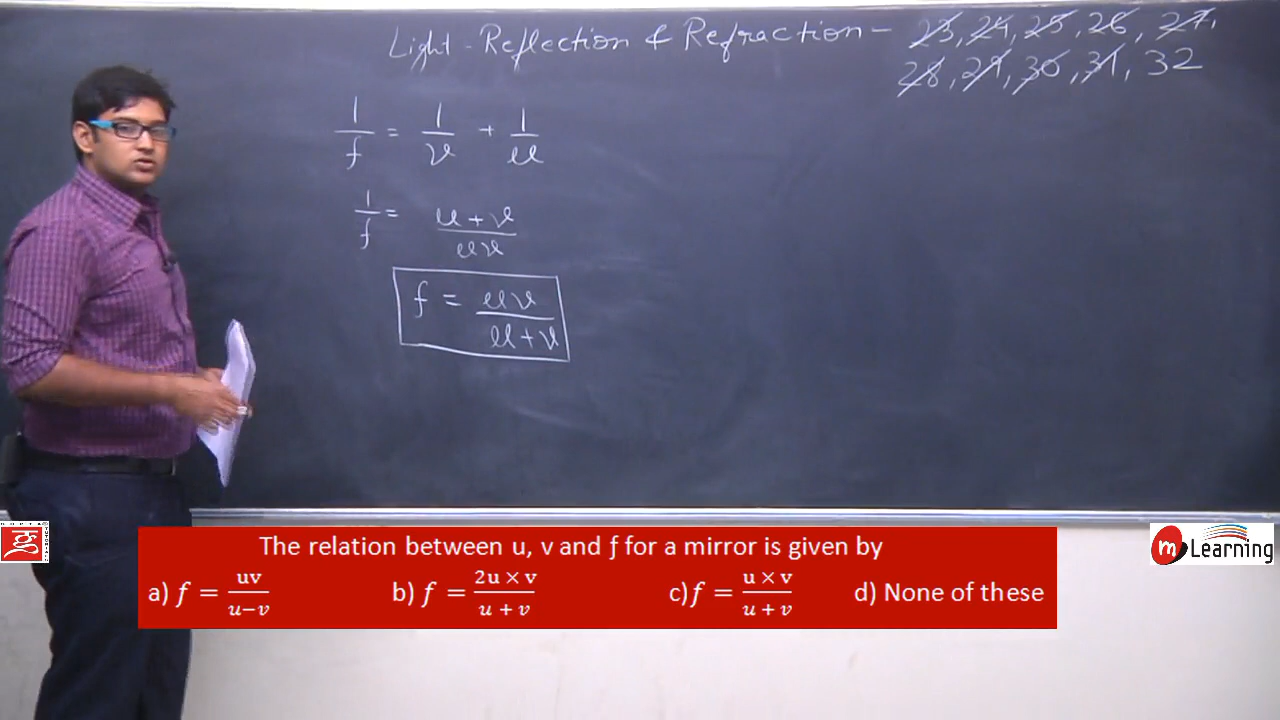 Light - Reflection & Refraction - 23, 24, 25, 26, 27,
28, 29, 30, 31, 32
1/f = 1/v + 1/u
1/f = u + v / uv
f = uv / u+v
The relation between u, v and ƒ for a mirror is given by
a) f = uv / u−v b) f = 2u × v / u + v c) f = u × v / u + v d) None of these
m Learning